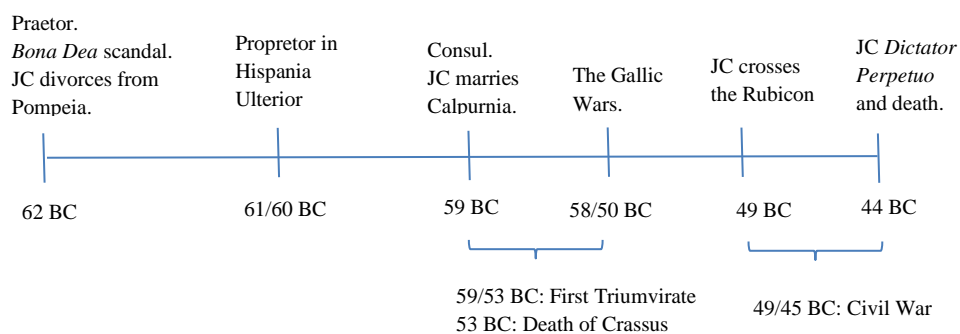 Praetor.
Bona Dea scandal.
JC divorces from
Pompeia.
Propretor in
Hispania
Ulterior
Consul.
JC marries
Calpurnia.
The Gallic
Wars.
JC crosses
the Rubicon
JC Dictator
Perpetuo
and death.
62 BC
61/60 BC
59 BC
58/50 BC
49 BC
44 BC
59/53 BC: First Triumvirate
53 BC: Death of Crassus
49/45 BC: Civil War